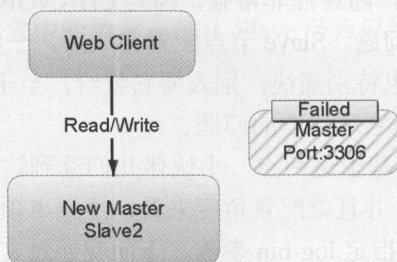 Web Client
Read/Write
New Master
Slave2
Failed
Master
Port:3306